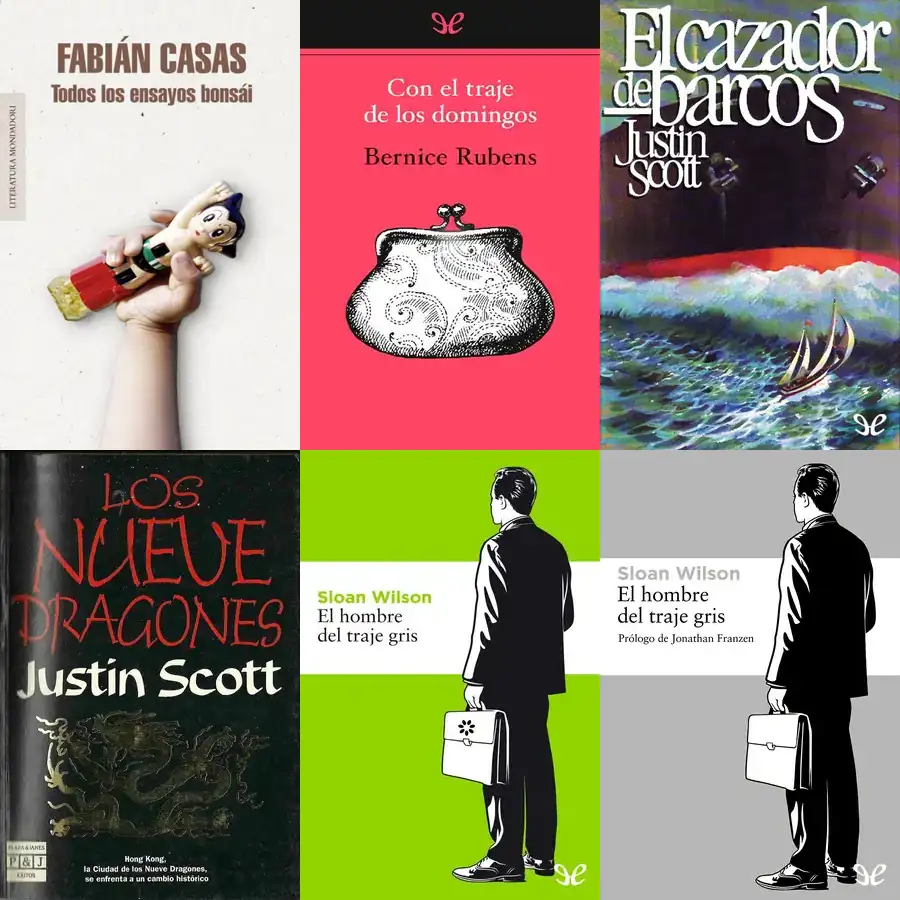 FABIÁN CASAS
Todos los ensayos bonsái
LITERATURA MONDADORI
Con el traje
de los domingos
Bernice Rubens
El cazador
de barcos
Justin
Scott
LOS
NUEVE
DRAGONES
Justin Scott
PLAZA & JANES
P & J
EXITOS
Hong Kong,
la Ciudad de los Nueve Dragones,
se enfrenta a un cambio histórico
Sloan Wilson
El hombre
del traje gris
Sloan Wilson
El hombre
del traje gris
Prólogo de Jonathan Franzen